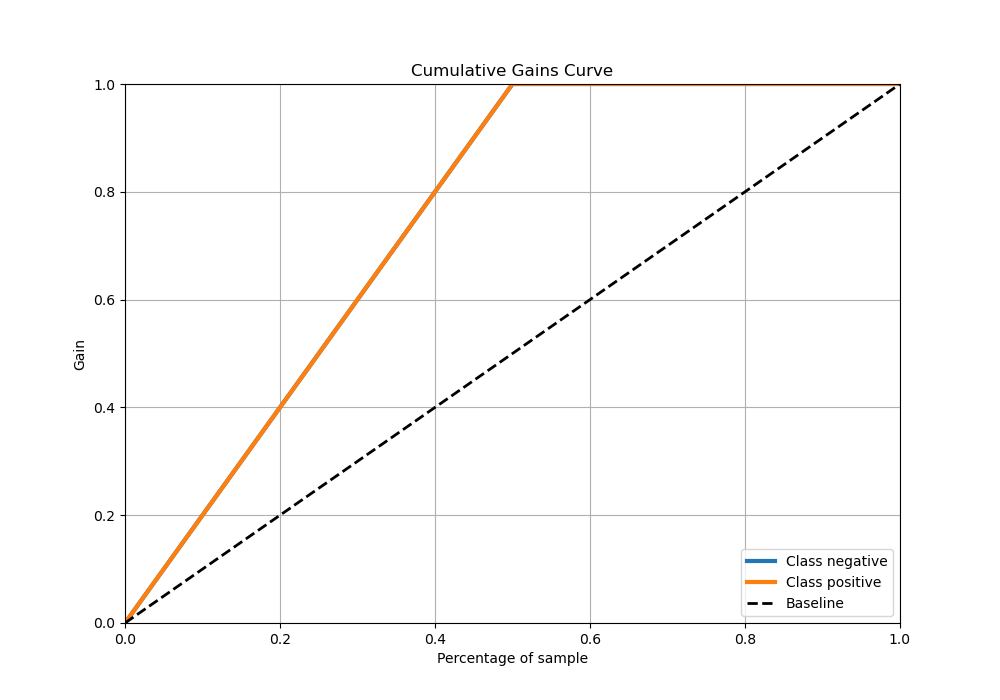 Cumulative Gains Curve
1.0
0.8
0.6
0.4
0.2
0.0
Gain
0.0 0.2 0.4 0.6 0.8 1.0
Percentage of sample
Class negative
Class positive
Baseline